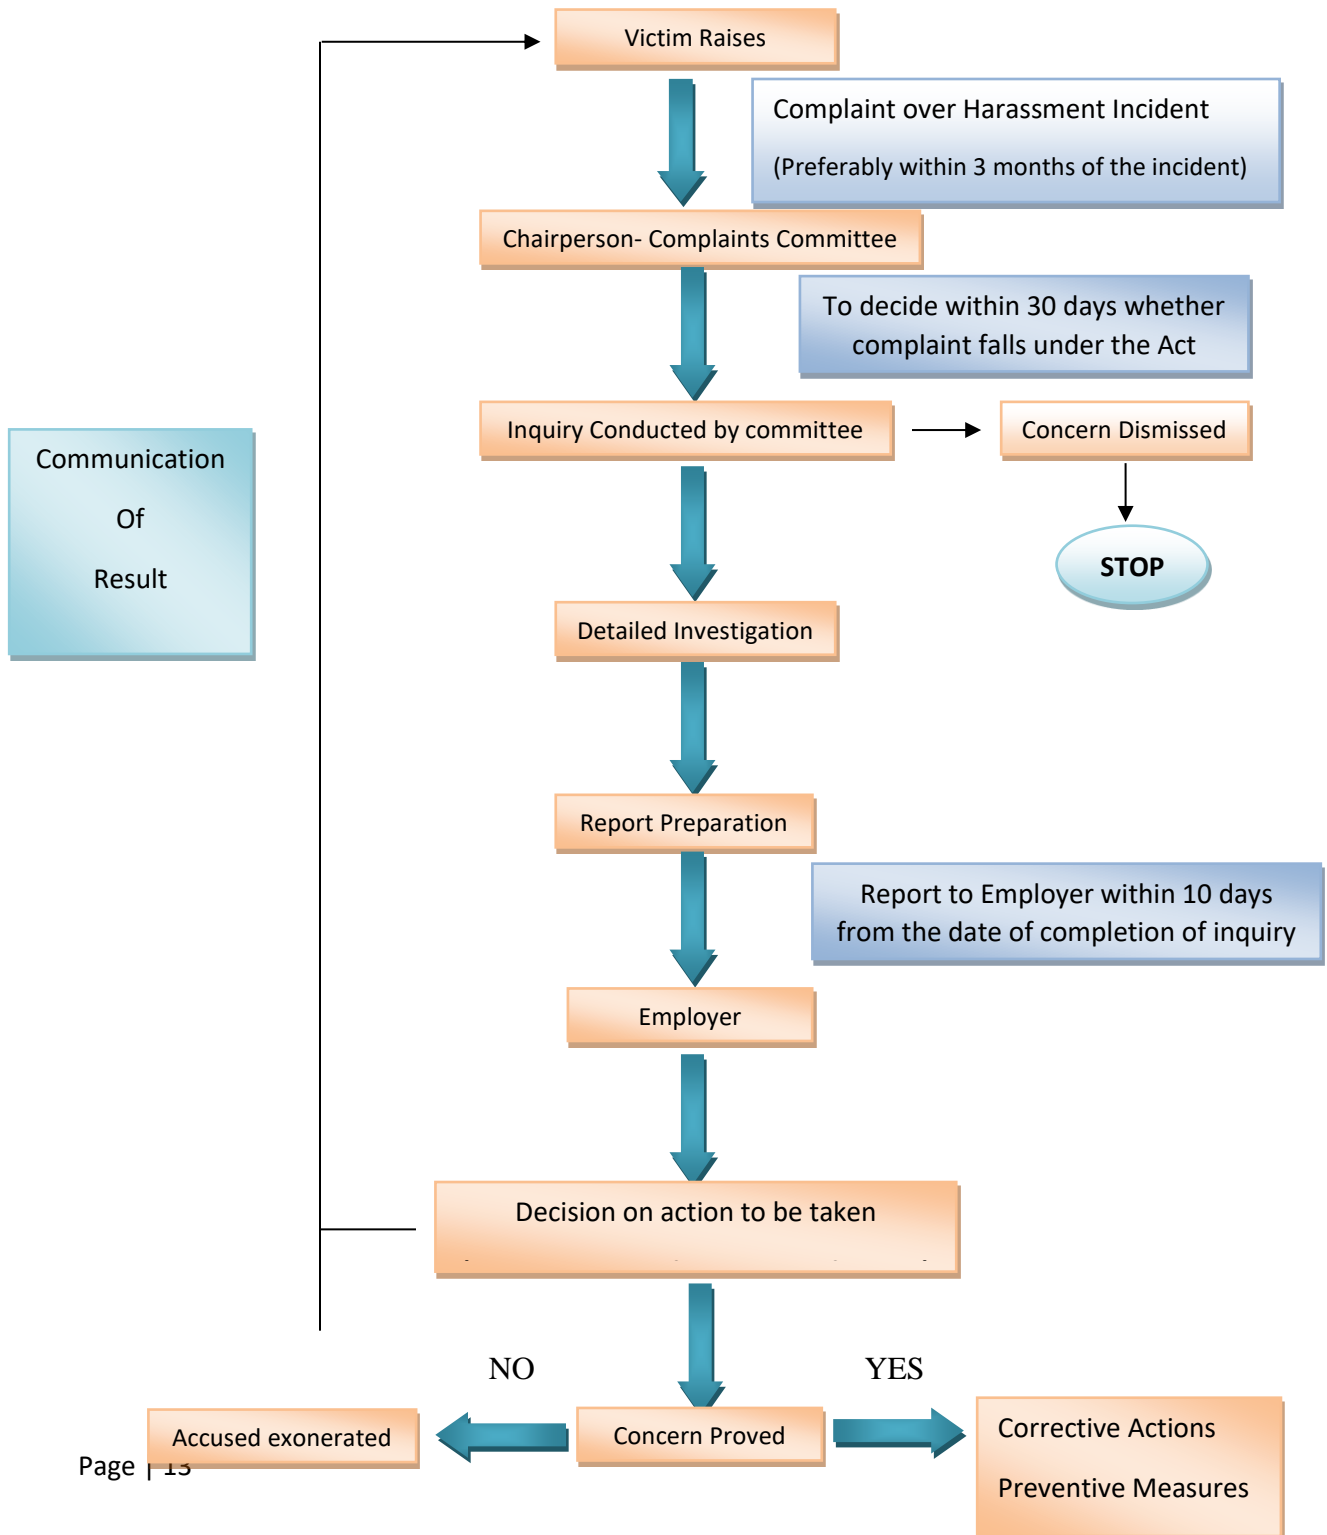 Victim Raises
Complaint over Harassment Incident
(Preferably within 3 months of the incident)
Chairperson- Complaints Committee
To decide within 30 days whether
complaint falls under the Act
Inquiry Conducted by committee
Concern Dismissed
Communication
Of
Result
STOP
Detailed Investigation
Report Preparation
Report to Employer within 10 days
from the date of completion of inquiry
Employer
Decision on action to be taken
NO
YES
Accused exonerated
Concern Proved
Corrective Actions
Preventive Measures
Page | 13